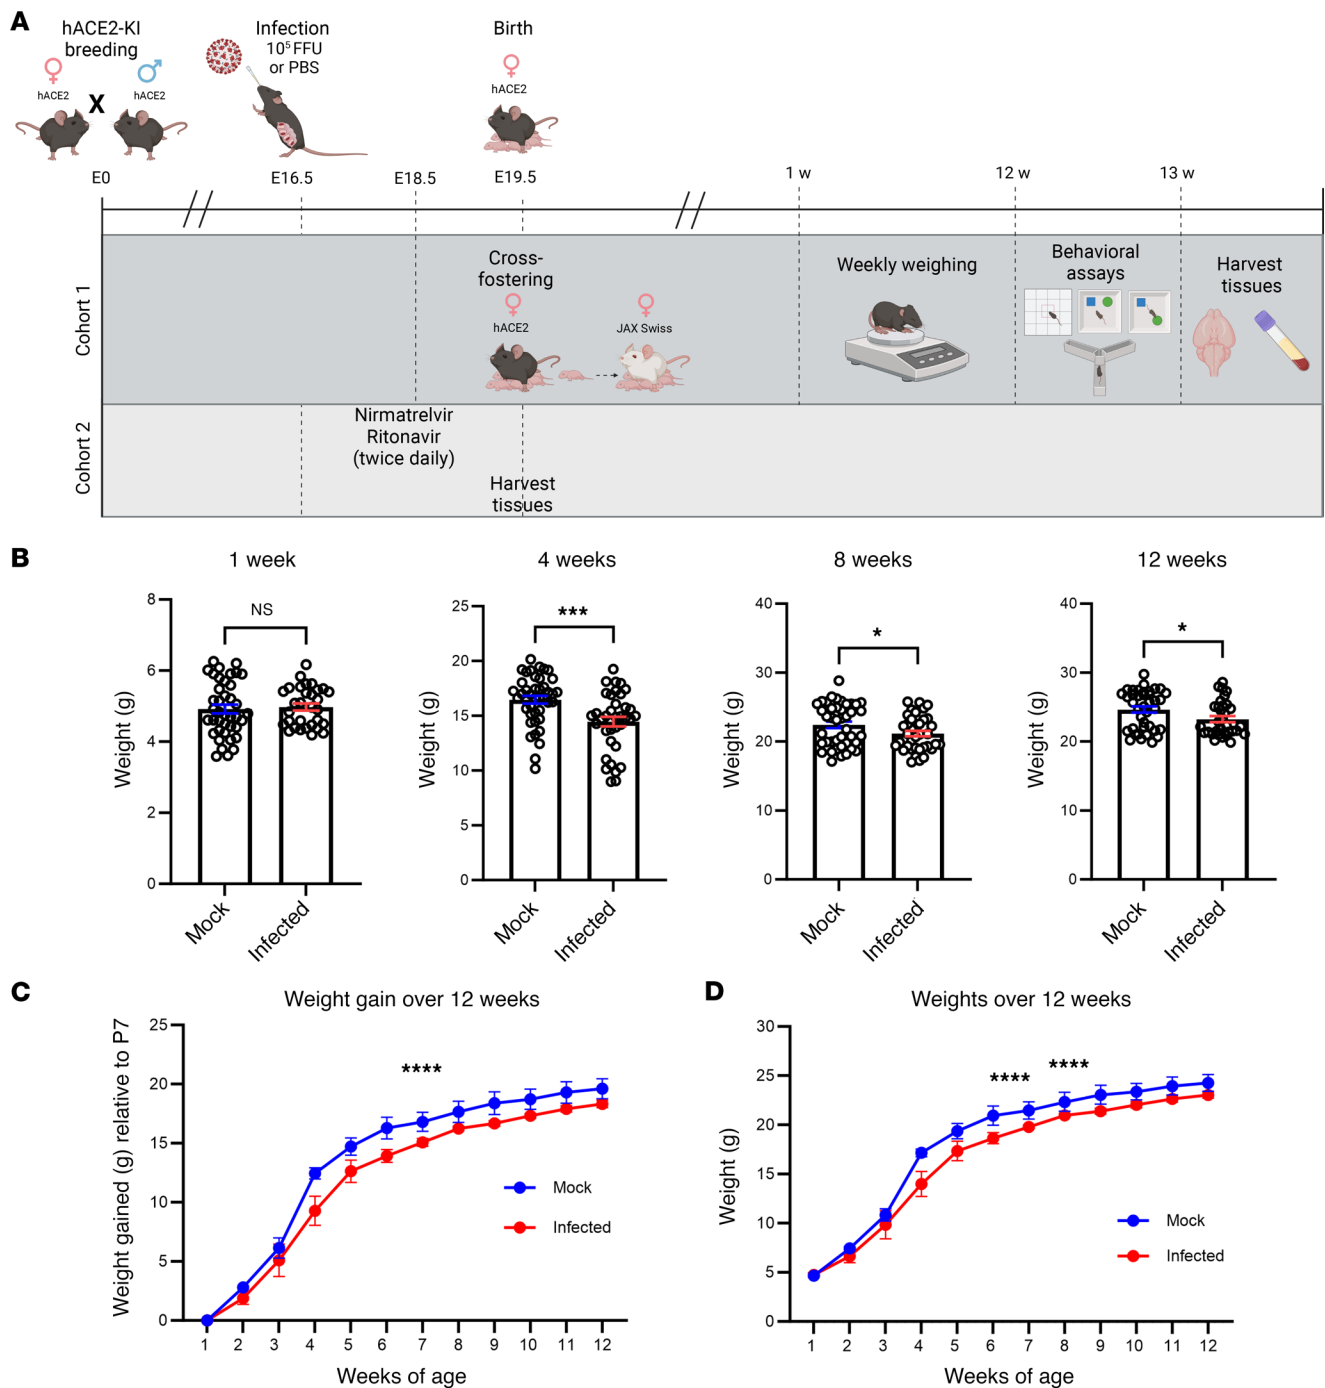 A
hACE2-KI
breeding
hACE2
X
hACE2
Infection
10⁵ FFU
or PBS
Birth
hACE2
E0
E16.5
E18.5
E19.5
1 w
12 w
13 w
Cohort 1
Cross-
fostering
hACE2
JAX Swiss
Weekly weighing
Behavioral
assays
Harvest
tissues
Cohort 2
Nirmatrelvir
Ritonavir
(twice daily)
Harvest
tissues
B
1 week
Weight (g)
8
6
4
2
0
NS
Mock
Infected
4 weeks
Weight (g)
25
20
15
10
5
0
***
Mock
Infected
8 weeks
Weight (g)
40
30
20
10
0
*
Mock
Infected
12 weeks
Weight (g)
40
30
20
10
0
*
Mock
Infected
C
Weight gain over 12 weeks
Weight gained (g) relative to P7
25
20
15
10
5
0
****
Mock
Infected
1 2 3 4 5 6 7 8 9 10 11 12
Weeks of age
D
Weights over 12 weeks
Weight (g)
30
25
20
15
10
5
0
**** ****
Mock
Infected
1 2 3 4 5 6 7 8 9 10 11 12
Weeks of age